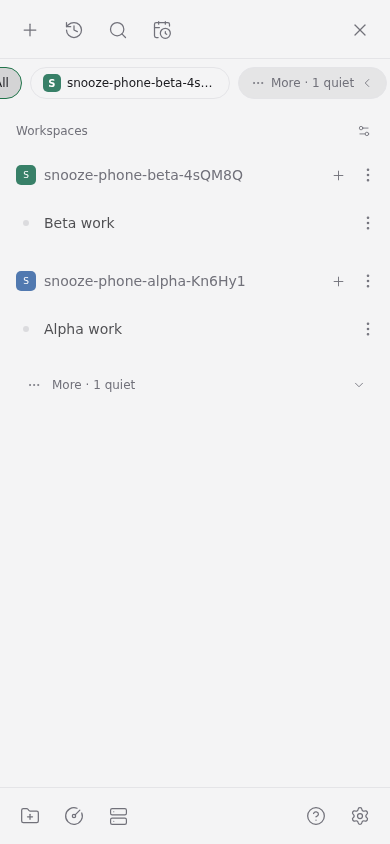 All
S snooze-phone-beta-4s...
More · 1 quiet
Workspaces
S snooze-phone-beta-4sQM8Q
Beta work
S snooze-phone-alpha-Kn6Hy1
Alpha work
More · 1 quiet